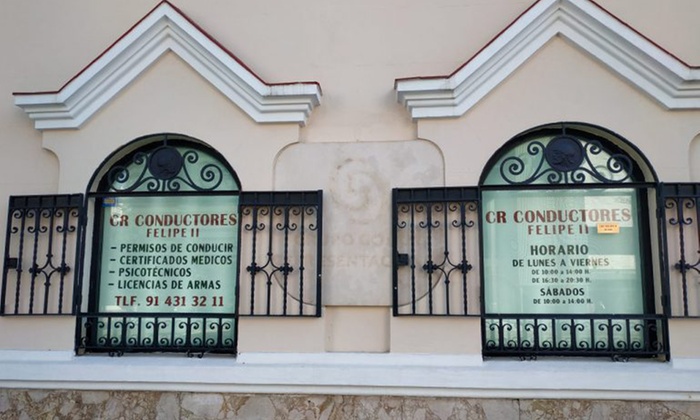 CR CONDUCTORES
FELIPE II
- PERMISOS DE CONDUCIR
- CERTIFICADOS MEDICOS
- PSICOTÉCNICOS
- LICENCIAS DE ARMAS
TLF. 91 431 32 11
CR CONDUCTORES
FELIPE II
HORARIO
DE LUNES A VIERNES
DE 10:00 A 14:00 H.
DE 16:30 A 20:30 H.
SÁBADOS
DE 10:00 A 14:00 H.